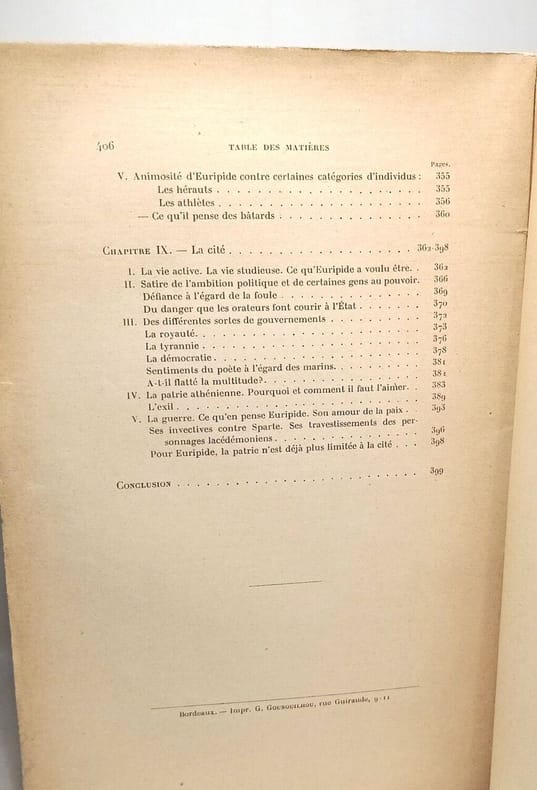 406 TABLE DES MATIÈRES
Pages.
V. Animosité d'Euripide contre certaines catégories d'individus : 355
Les hérauts . . . . . . . . . . . . . . . . . . . . . 355
Les athlètes . . . . . . . . . . . . . . . . . . . . . 356
— Ce qu'il pense des bâtards . . . . . . . . . . . . . . 360
CHAPITRE IX. — La cité . . . . . . . . . . . . . . . . . . . 362-398
I. La vie active. La vie studieuse. Ce qu'Euripide a voulu être. . 362
II. Satire de l'ambition politique et de certaines gens au pouvoir. 366
Défiance à l'égard de la foule . . . . . . . . . . . . . . 369
Du danger que les orateurs font courir à l'État . . . . . . 370
III. Des différentes sortes de gouvernements . . . . . . . . . 372
La royauté. . . . . . . . . . . . . . . . . . . . . . 373
La tyrannie . . . . . . . . . . . . . . . . . . . . . 376
La démocratie. . . . . . . . . . . . . . . . . . . . . 378
Sentiments du poète à l'égard des marins. . . . . . . . . 381
A-t-il flatté la multitude?. . . . . . . . . . . . . . . . 381
IV. La patrie athénienne. Pourquoi et comment il faut l'aimer. . 383
L'exil . . . . . . . . . . . . . . . . . . . . . . . . 389
V. La guerre. Ce qu'en pense Euripide. Son amour de la paix . . 393
Ses invectives contre Sparte. Ses travestissements des per-
sonnages lacédémoniens . . . . . . . . . . . . . . . 396
Pour Euripide, la patrie n'est déjà plus limitée à la cité . . . 398
CONCLUSION . . . . . . . . . . . . . . . . . . . . . . . . 399
Bordeaux. — Impr. G. GOUNOUILHOU, rue Guiraude, 9-11